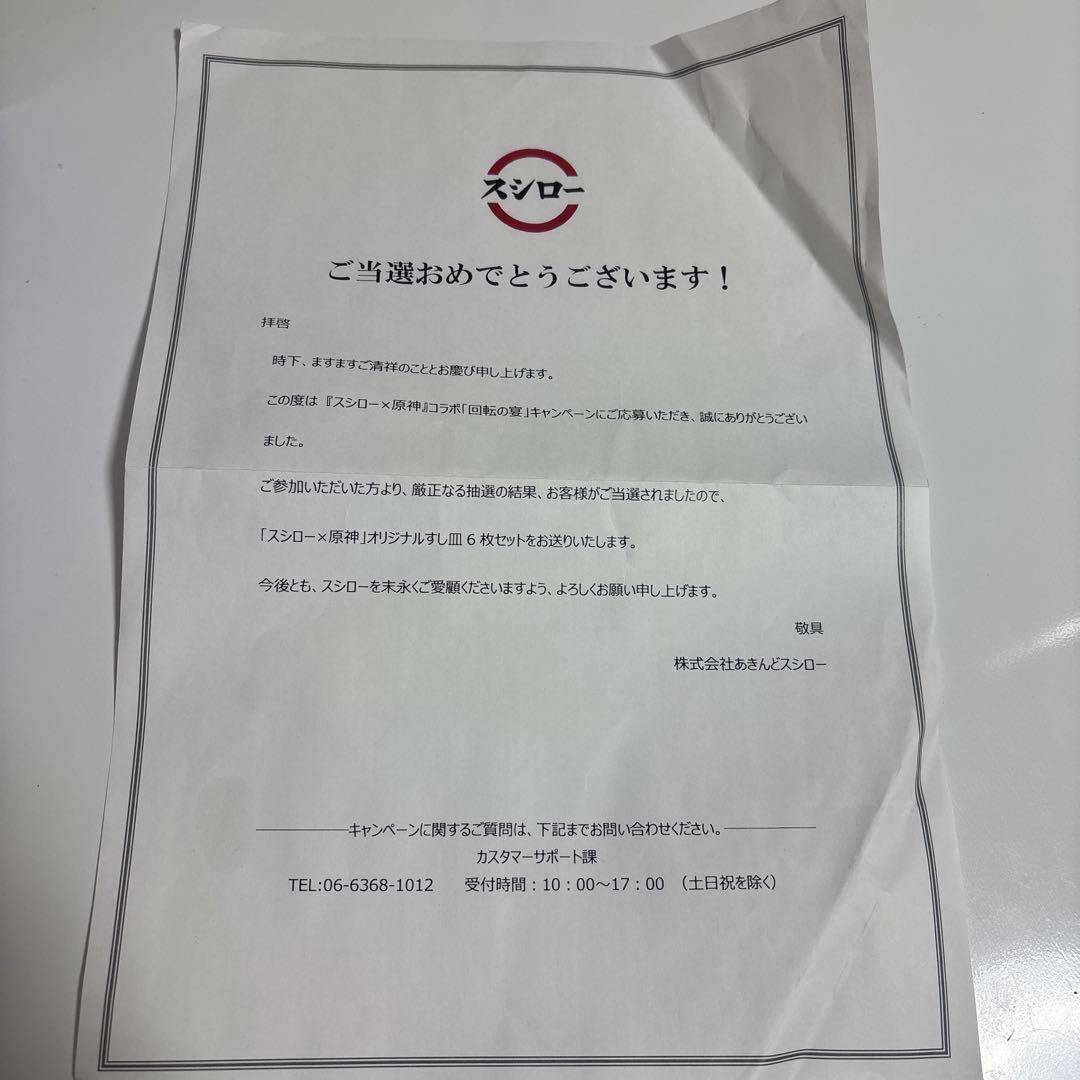 スシロー
ご当選おめでとうございます！
拝啓
時下、ますますご清祥のこととお慶び申し上げます。
この度は『スシロー×原神』コラボ「回転の宴」キャンペーンにご応募いただき、誠にありがとうござい
ました。
ご参加いただいた方より、厳正なる抽選の結果、お客様がご当選されましたので、
「スシロー×原神」オリジナルすし皿 6 枚セットをお送りいたします。
今後とも、スシローを末永くご愛顧くださいますよう、よろしくお願い申し上げます。
敬具
株式会社あきんどスシロー
キャンペーンに関するご質問は、下記までお問い合わせください。
カスタマーサポート課
TEL:06-6368-1012　受付時間：10：00～17：00　（土日祝を除く）